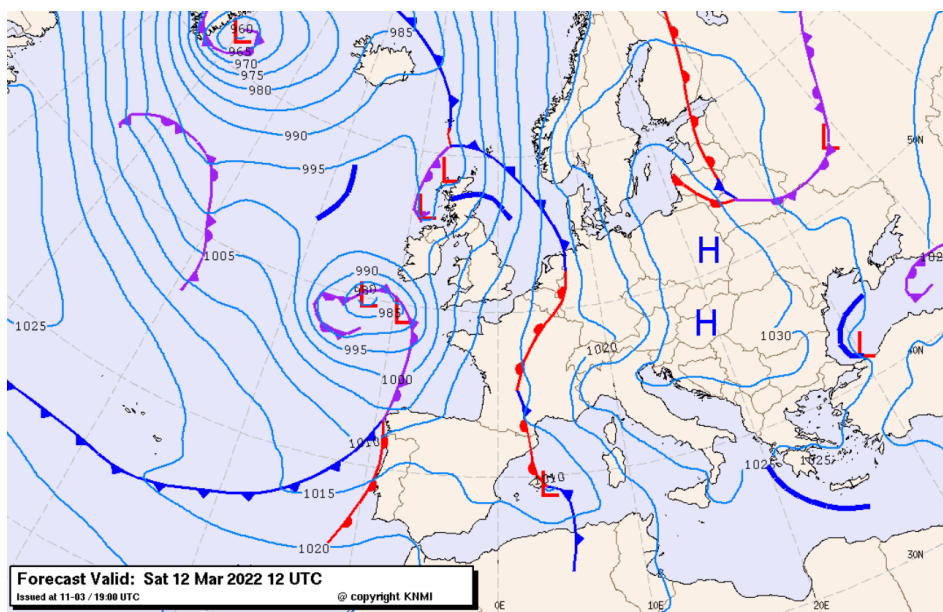 960
L
985
965
970
975
980
990
L
50N
995
L
L
H
1005
1025
990
L
980
985
L
1025
H
1030
40N
L
995
1020
1000
1010
1025
1025
L
1010
1015
1020
30N
Forecast Valid: Sat 12 Mar 2022 12 UTC
Issued at 11-03 / 19:00 UTC @ copyright KNMI
0E
10E
20E